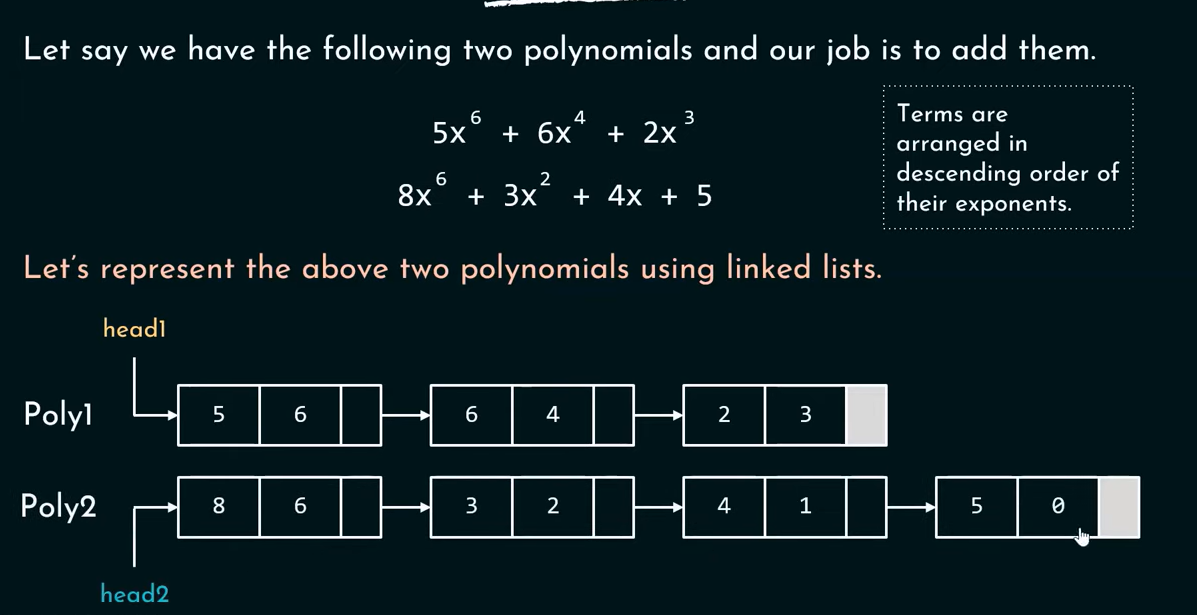 Let say we have the following two polynomials and our job is to add them.
5x⁶ + 6x⁴ + 2x³
8x⁶ + 3x² + 4x + 5
Terms are
arranged in
descending order of
their exponents.
Let's represent the above two polynomials using linked lists.
head1
Poly1 5 6 6 4 2 3
Poly2 8 6 3 2 4 1 5 0
head2